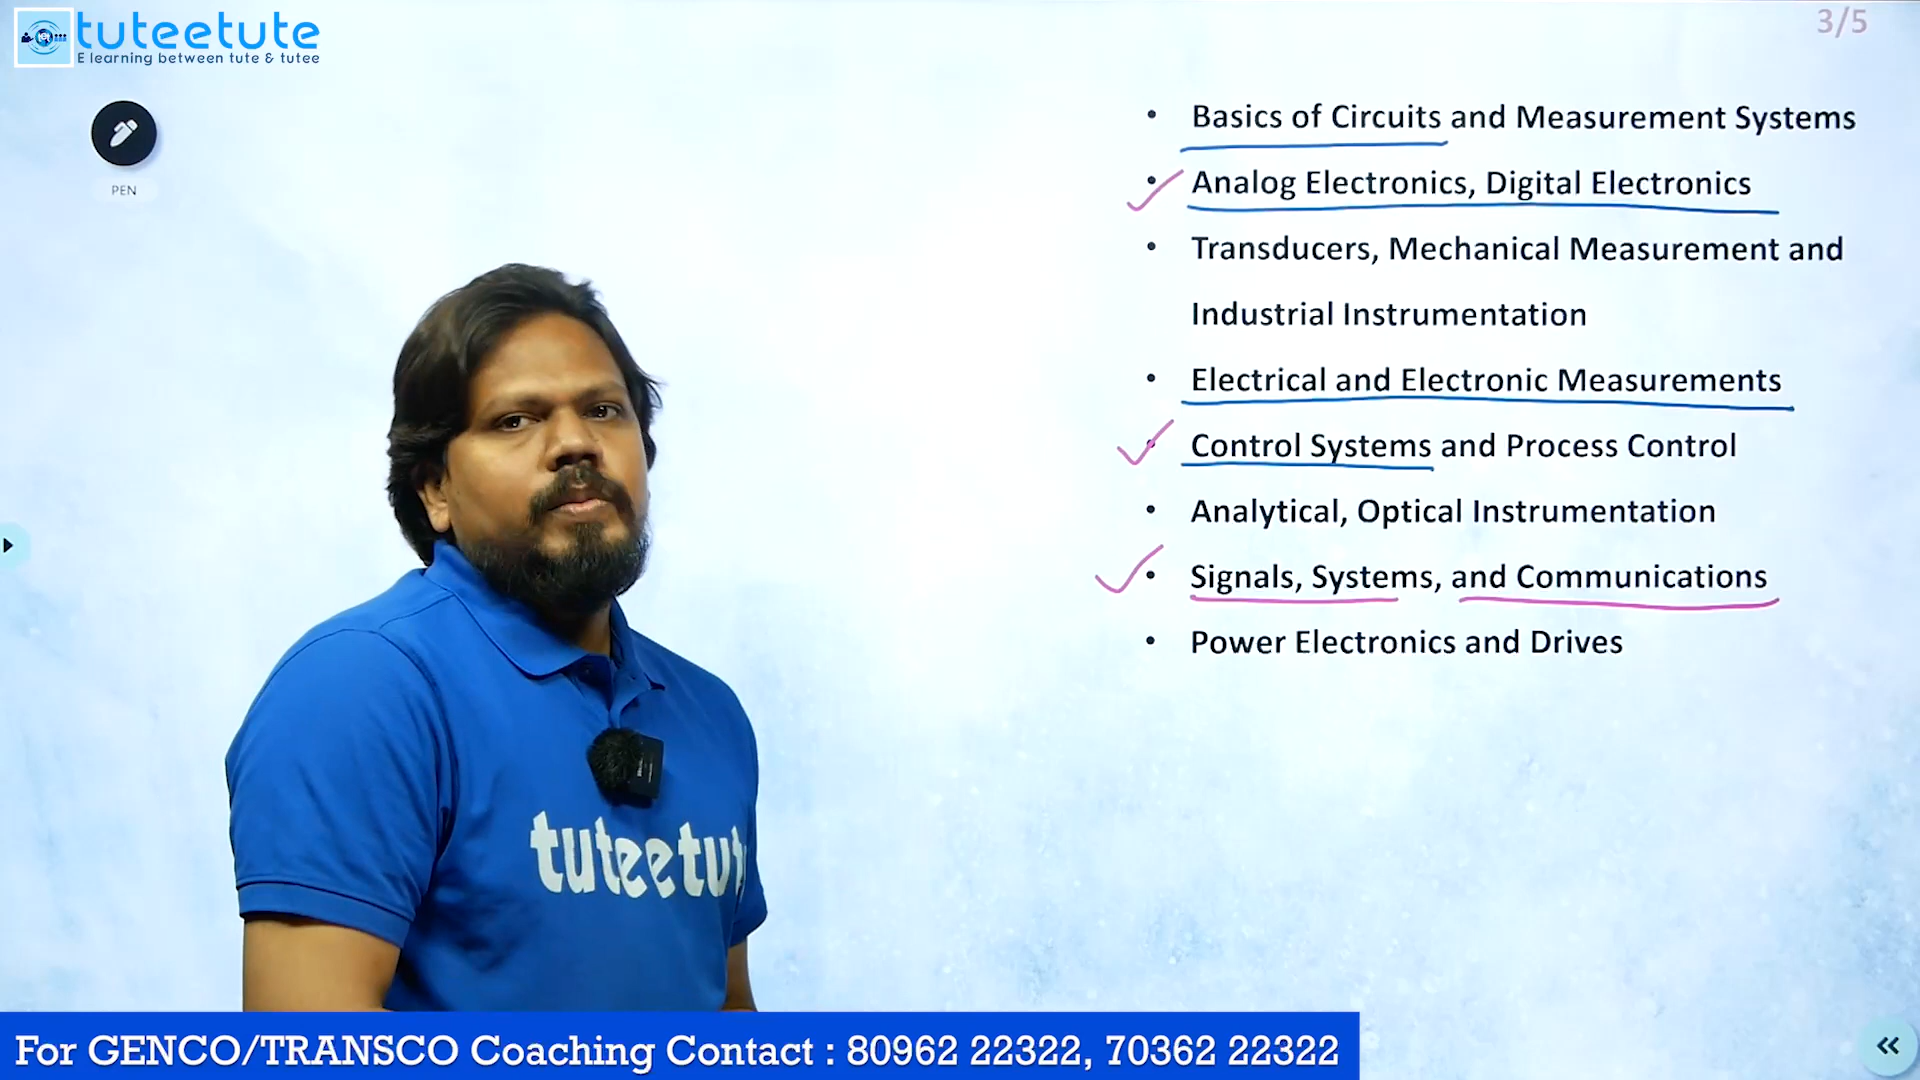 tuteetute
E learning between tute & tutee
3/5
PEN
• Basics of Circuits and Measurement Systems
• Analog Electronics, Digital Electronics
• Transducers, Mechanical Measurement and
Industrial Instrumentation
• Electrical and Electronic Measurements
• Control Systems and Process Control
• Analytical, Optical Instrumentation
• Signals, Systems, and Communications
• Power Electronics and Drives
tuteetut
For GENCO/TRANSCO Coaching Contact : 80962 22322, 70362 22322